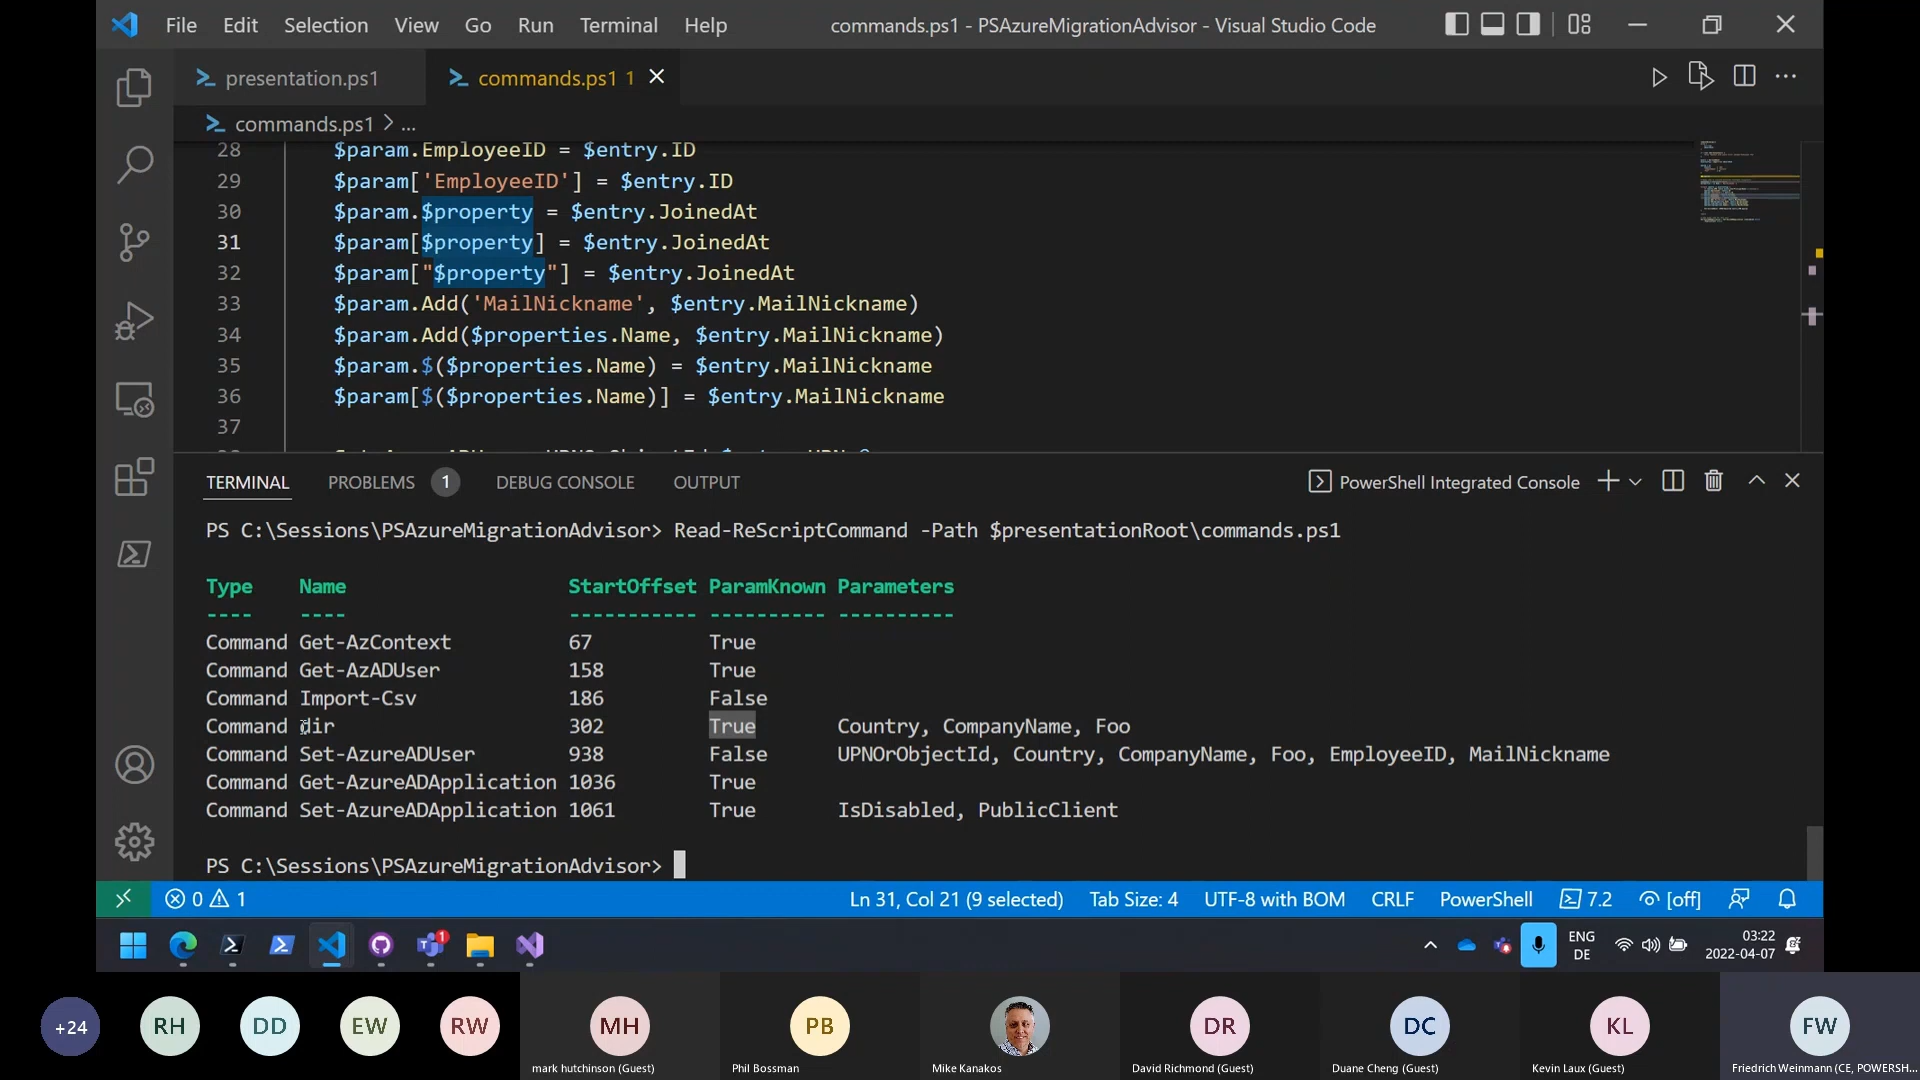 File Edit Selection View Go Run Terminal Help commands.ps1 - PSAzureMigrationAdvisor - Visual Studio Code
presentation.ps1 commands.ps1 1
commands.ps1 > ...
28 $param.EmployeeID = $entry.ID
29 $param['EmployeeID'] = $entry.ID
30 $param.$property = $entry.JoinedAt
31 $param[$property] = $entry.JoinedAt
32 $param["$property"] = $entry.JoinedAt
33 $param.Add('MailNickname', $entry.MailNickname)
34 $param.Add($properties.Name, $entry.MailNickname)
35 $param.$($properties.Name) = $entry.MailNickname
36 $param[$($properties.Name)] = $entry.MailNickname
37
TERMINAL PROBLEMS 1 DEBUG CONSOLE OUTPUT PowerShell Integrated Console
PS C:\Sessions\PSAzureMigrationAdvisor> Read-ReScriptCommand -Path $presentationRoot\commands.ps1
Type Name StartOffset ParamKnown Parameters
---- ---- ----------- ---------- ----------
Command Get-AzContext 67 True
Command Get-AzADUser 158 True
Command Import-Csv 186 False
Command dir 302 True Country, CompanyName, Foo
Command Set-AzureADUser 938 False UPNOrObjectId, Country, CompanyName, Foo, EmployeeID, MailNickname
Command Get-AzureADApplication 1036 True
Command Set-AzureADApplication 1061 True IsDisabled, PublicClient
PS C:\Sessions\PSAzureMigrationAdvisor>
0 1 Ln 31, Col 21 (9 selected) Tab Size: 4 UTF-8 with BOM CRLF PowerShell 7.2 [off]
1 ENG 03:22
DE 2022-04-07
+24 RH DD EW RW MH PB DR DC KL FW
mark hutchinson (Guest) Phil Bossman Mike Kanakos David Richmond (Guest) Duane Cheng (Guest) Kevin Laux (Guest) Friedrich Weinmann (CE, POWERSH...